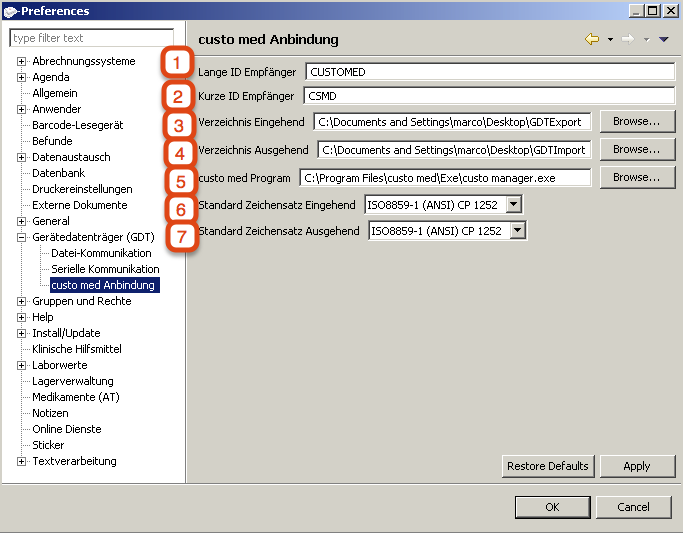 Preferences
type filter text
Abrechnungssysteme
Agenda
Allgemein
Anwender
Barcode-Lesegerät
Befunde
Datenaustausch
Datenbank
Druckereinstellungen
Externe Dokumente
General
Gerätedatenträger (GDT)
Datei-Kommunikation
Serielle Kommunikation
custo med Anbindung
Gruppen und Rechte
Help
Install/Update
Klinische Hilfsmittel
Laborwerte
Lagerverwaltung
Medikamente (AT)
Notizen
Online Dienste
Sticker
Textverarbeitung
custo med Anbindung
1 Lange ID Empfänger CUSTOMED
2 Kurze ID Empfänger CSMD
3 Verzeichnis Eingehend C:\Documents and Settings\marco\Desktop\GDTExport Browse...
4 Verzeichnis Ausgehend C:\Documents and Settings\marco\Desktop\GDTImport Browse...
5 custo med Program C:\Program Files\custo med\Exe\custo manager.exe Browse...
6 Standard Zeichensatz Eingehend ISO8859-1 (ANSI) CP 1252
7 Standard Zeichensatz Ausgehend ISO8859-1 (ANSI) CP 1252
Restore Defaults Apply
OK Cancel